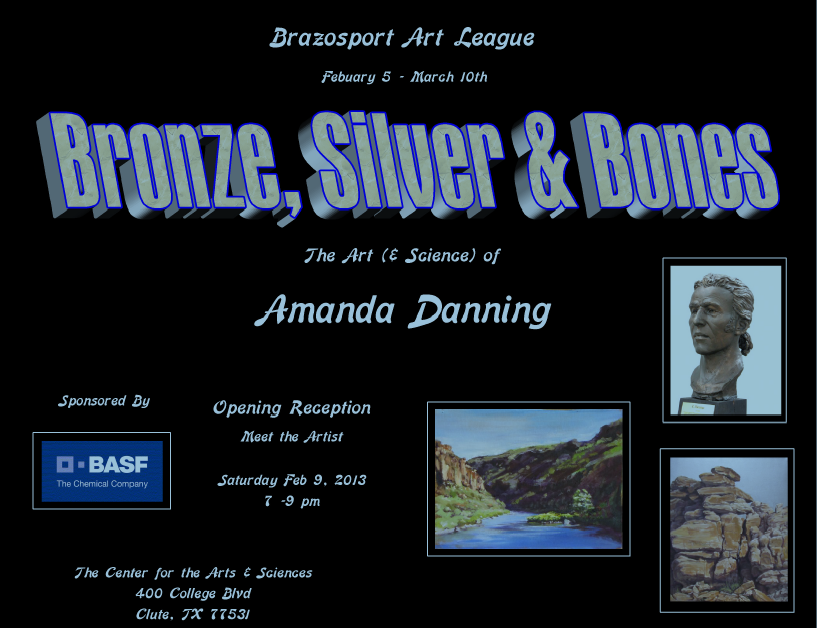 Brazosport Art League
Febuary 5 - March 10th
Bronze, Silver & Bones
The Art (& Science) of
Amanda Danning
Sponsored By
BASF
The Chemical Company
Opening Reception
Meet the Artist
Saturday Feb 9, 2013
7 -9 pm
The Center for the Arts & Sciences
400 College Blvd
Clute, TX 77531